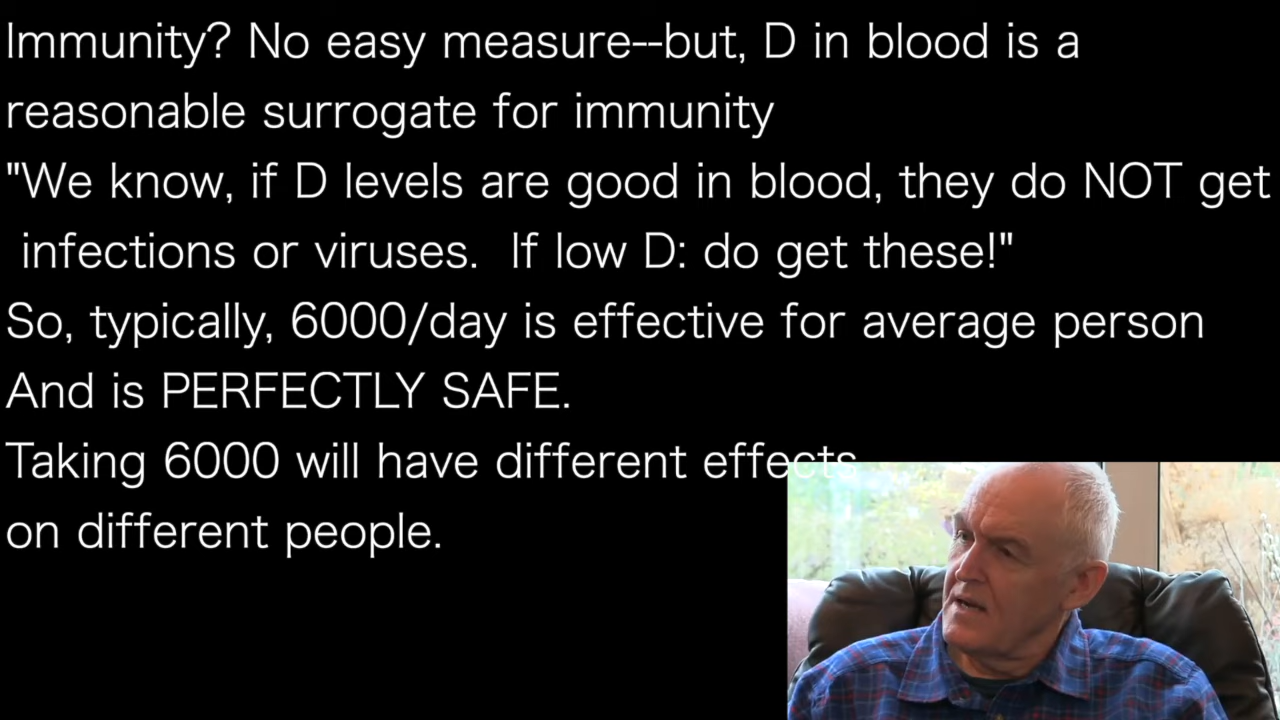 Immunity? No easy measure--but, D in blood is a
reasonable surrogate for immunity
"We know, if D levels are good in blood, they do NOT get
infections or viruses.  If low D: do get these!"
So, typically, 6000/day is effective for average person
And is PERFECTLY SAFE.
Taking 6000 will have different effects
on different people.